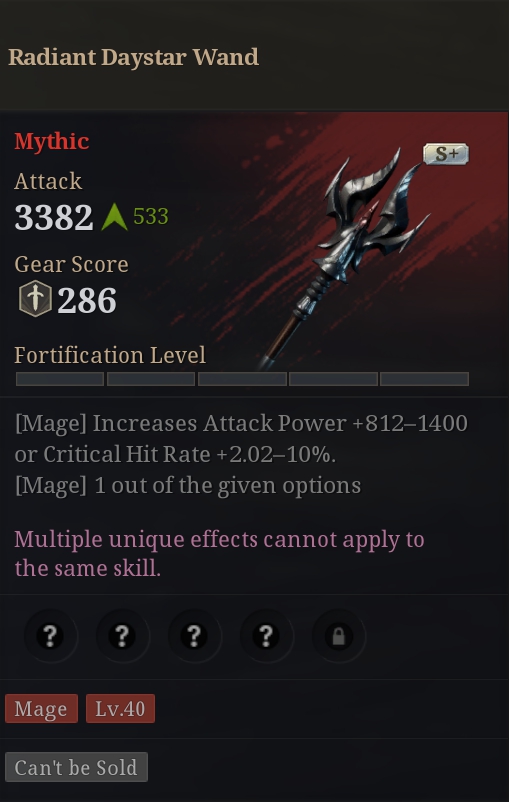 Radiant Daystar Wand
Mythic
S+
Attack
3382 533
Gear Score
286
Fortification Level
[Mage] Increases Attack Power +812–1400
or Critical Hit Rate +2.02–10%.
[Mage] 1 out of the given options
Multiple unique effects cannot apply to
the same skill.
? ? ? ?
Mage Lv.40
Can't be Sold